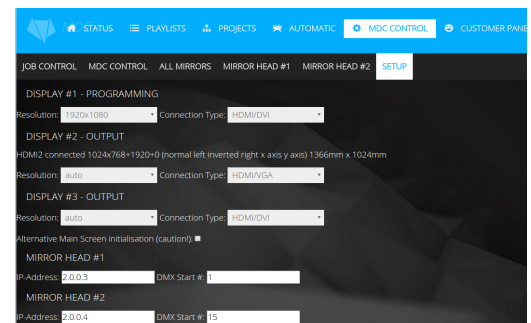 MDC STATUS PLAYLISTS PROJECTS AUTOMATIC MDC CONTROL CUSTOMER PANE
JOB CONTROL MDC CONTROL ALL MIRRORS MIRROR HEAD #1 MIRROR HEAD #2 SETUP
DISPLAY #1 - PROGRAMMING
Resolution: 1920x1080 Connection Type: HDMI/DVI
DISPLAY #2 - OUTPUT
HDMI2 connected 1024x768+1920+0 (normal left inverted right x axis y axis) 1366mm x 1024mm
Resolution: auto Connection Type: HDMI/VGA
DISPLAY #3 - OUTPUT
Resolution: auto Connection Type: HDMI/DVI
Alternative Main Screen initialisation (caution!):
MIRROR HEAD #1
IP-Address: 2.0.0.3 DMX Start #: 1
MIRROR HEAD #2
IP-Address: 2.0.0.4 DMX Start #: 15